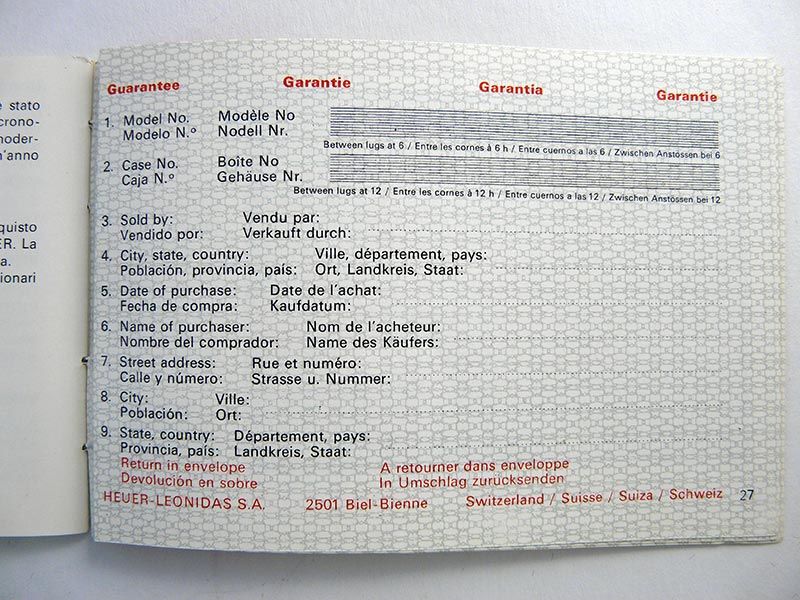 stato
crono-
moder-
n'anno
quisto
ER. La
a.
ionari
Guarantee Garantie Garantia Garantie
1. Model No. Modèle No
Modelo N.º Nodell Nr.
Between lugs at 6 / Entre les cornes à 6 h / Entre cuernos a las 6 / Zwischen Anstössen bei 6
2. Case No. Boite No
Caja N.º Gehäuse Nr.
Between lugs at 12 / Entre les cornes à 12 h / Entre cuernos a las 12 / Zwischen Anstössen bei 12
3. Sold by: Vendu par:
Vendido por: Verkauft durch:
4. City, state, country: Ville, département, pays:
Población, provincia, país: Ort, Landkreis, Staat:
5. Date of purchase: Date de l'achat:
Fecha de compra: Kaufdatum:
6. Name of purchaser: Nom de l'acheteur:
Nombre del comprador: Name des Käufers:
7. Street address: Rue et numéro:
Calle y número: Strasse u. Nummer:
8. City: Ville:
Población: Ort:
9. State, country: Département, pays:
Provincia, país: Landkreis, Staat:
Return in envelope A retourner dans enveloppe
Devolución en sobre In Umschlag zurücksenden
HEUER-LEONIDAS S.A. 2501 Biel-Bienne Switzerland / Suisse / Suiza / Schweiz 27